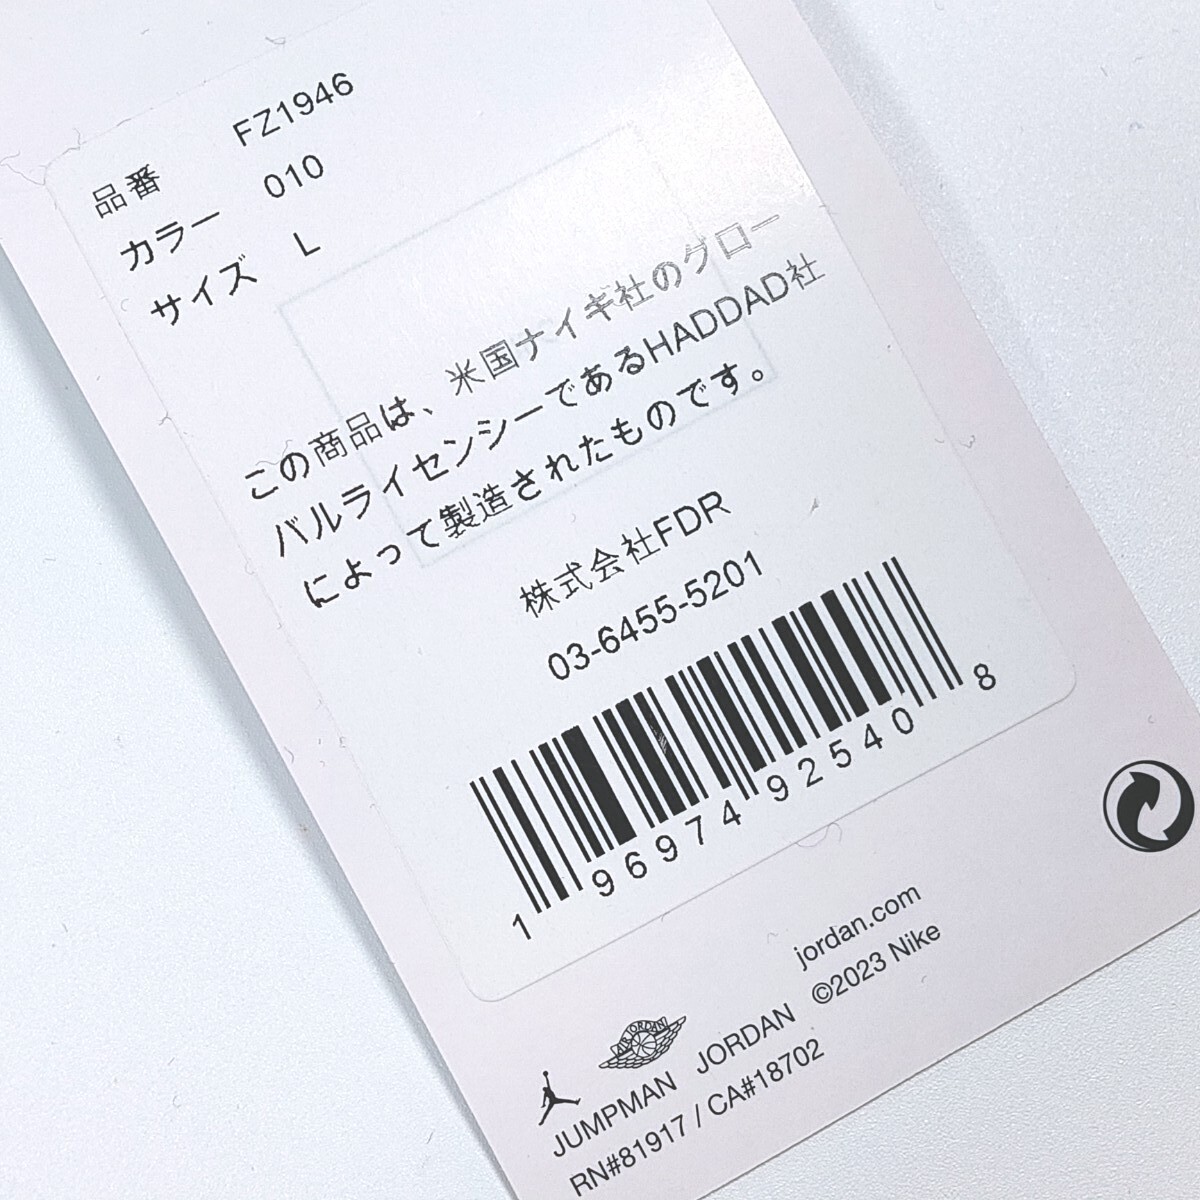 品番 FZ1946
カラー 010
サイズ L
この商品は、米国ナイキ社のグロー
バルライセンシーであるHADDAD社
によって製造されたものです。
株式会社FDR
03-6455-5201
1 96974 92540 8
jordan.com
©2023 Nike
AIR JORDAN
JUMPMAN JORDAN
RN#81917 / CA#18702